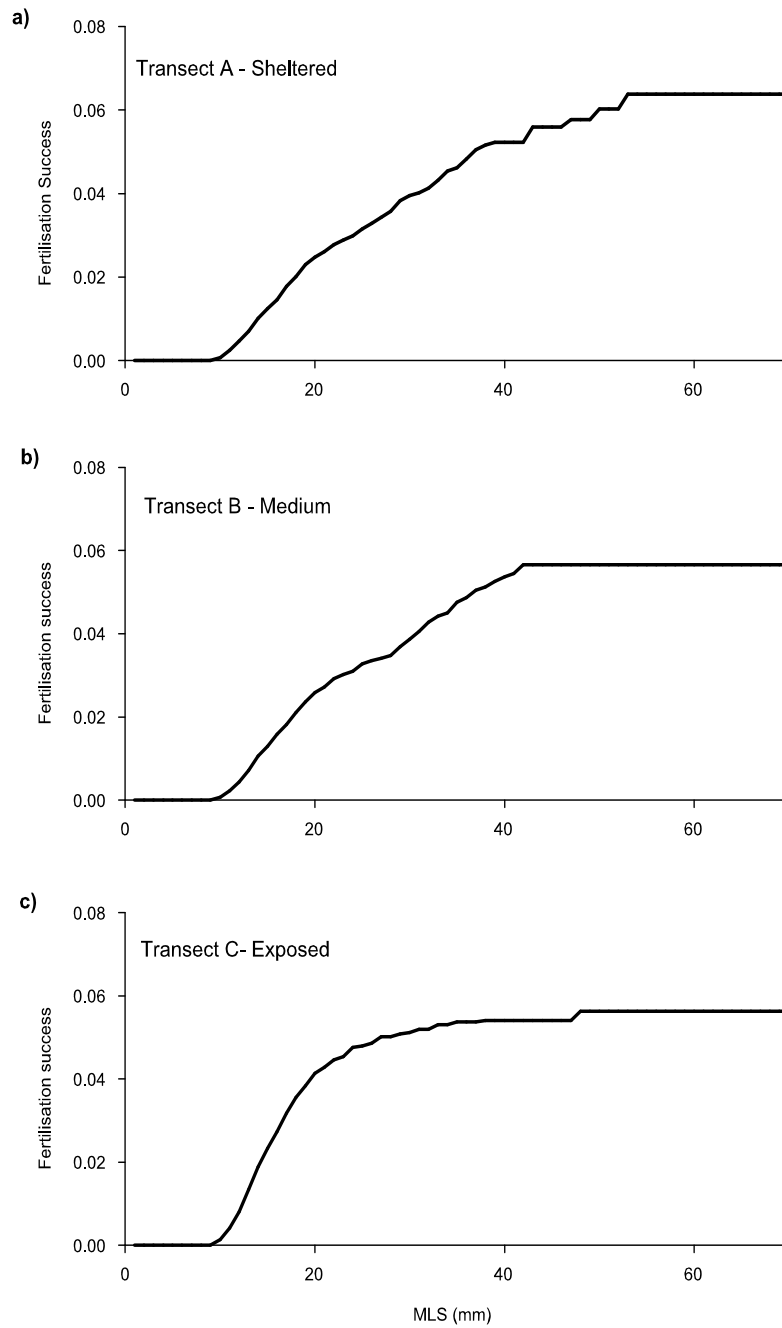 a)
0.08
Transect A - Sheltered
0.06
0.04
0.02
0.00
Fertilisation Success
0 20 40 60
b)
0.08
Transect B - Medium
0.06
0.04
0.02
0.00
Fertilisation success
0 20 40 60
c)
0.08
Transect C- Exposed
0.06
0.04
0.02
0.00
Fertilisation success
0 20 40 60
MLS (mm)